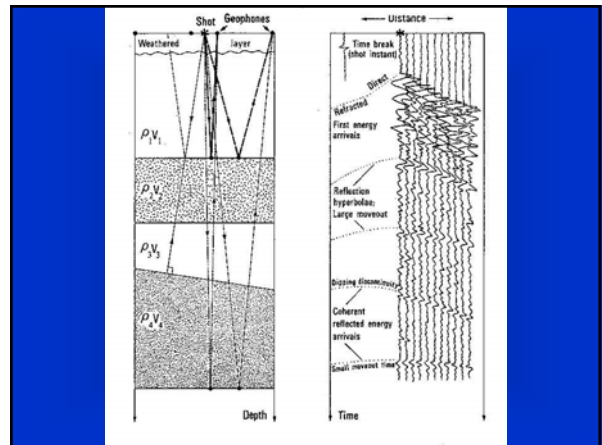 Shot
Geophones
Weathered
layer
ρ₁V₁
ρ₂V₂
ρ₃V₃
ρ₄V₄
Depth
Distance
Time break
(shot instant)
Direct
Refracted
First energy
arrivals
Reflection
hyperbolae;
Large moveout
Dipping discontinuity
Coherent
reflected energy
arrivals
Small moveout time
Time